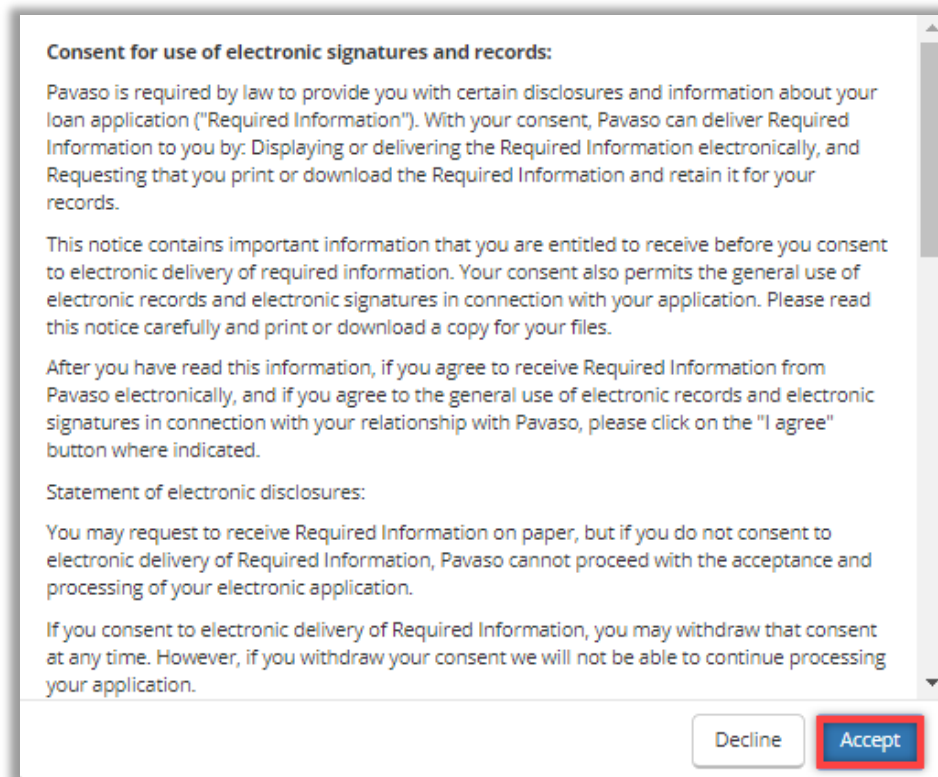 Consent for use of electronic signatures and records:
Pavaso is required by law to provide you with certain disclosures and information about your
loan application ("Required Information"). With your consent, Pavaso can deliver Required
Information to you by: Displaying or delivering the Required Information electronically, and
Requesting that you print or download the Required Information and retain it for your
records.
This notice contains important information that you are entitled to receive before you consent
to electronic delivery of required information. Your consent also permits the general use of
electronic records and electronic signatures in connection with your application. Please read
this notice carefully and print or download a copy for your files.
After you have read this information, if you agree to receive Required Information from
Pavaso electronically, and if you agree to the general use of electronic records and electronic
signatures in connection with your relationship with Pavaso, please click on the "I agree"
button where indicated.
Statement of electronic disclosures:
You may request to receive Required Information on paper, but if you do not consent to
electronic delivery of Required Information, Pavaso cannot proceed with the acceptance and
processing of your electronic application.
If you consent to electronic delivery of Required Information, you may withdraw that consent
at any time. However, if you withdraw your consent we will not be able to continue processing
your application.
Decline Accept